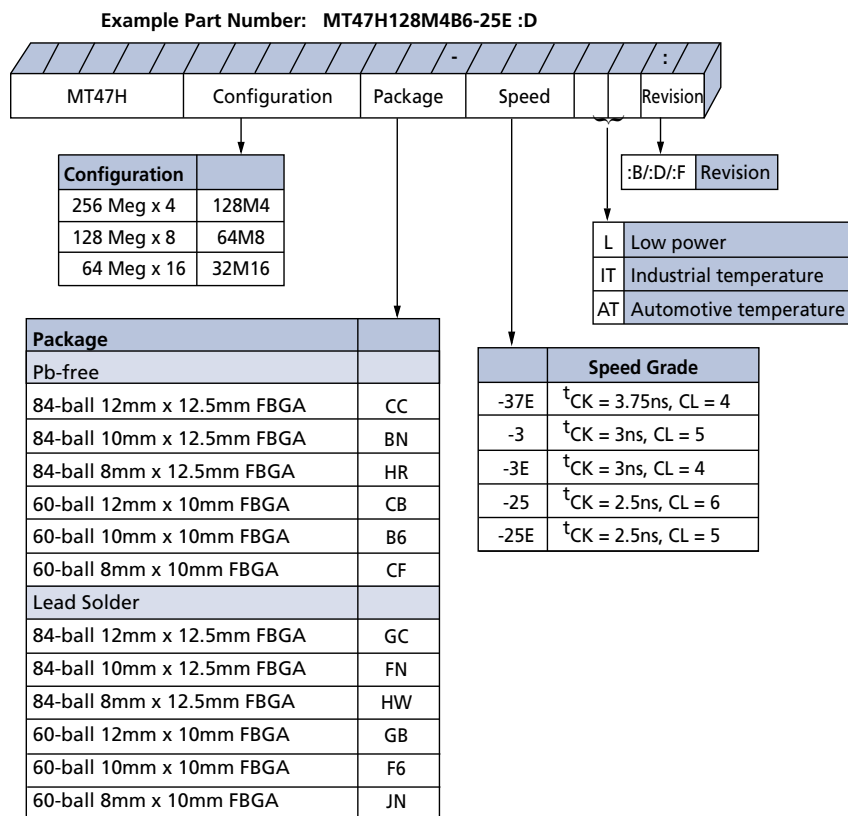 Example Part Number: MT47H128M4B6-25E :D
- :
MT47H Configuration Package Speed Revision
:B/:D/:F Revision
Configuration
256 Meg x 4 128M4
128 Meg x 8 64M8
64 Meg x 16 32M16
L Low power
IT Industrial temperature
AT Automotive temperature
Package
Pb-free
84-ball 12mm x 12.5mm FBGA CC
84-ball 10mm x 12.5mm FBGA BN
84-ball 8mm x 12.5mm FBGA HR
60-ball 12mm x 10mm FBGA CB
60-ball 10mm x 10mm FBGA B6
60-ball 8mm x 10mm FBGA CF
Lead Solder
84-ball 12mm x 12.5mm FBGA GC
84-ball 10mm x 12.5mm FBGA FN
84-ball 8mm x 12.5mm FBGA HW
60-ball 12mm x 10mm FBGA GB
60-ball 10mm x 10mm FBGA F6
60-ball 8mm x 10mm FBGA JN
Speed Grade
-37E tCK = 3.75ns, CL = 4
-3 tCK = 3ns, CL = 5
-3E tCK = 3ns, CL = 4
-25 tCK = 2.5ns, CL = 6
-25E tCK = 2.5ns, CL = 5